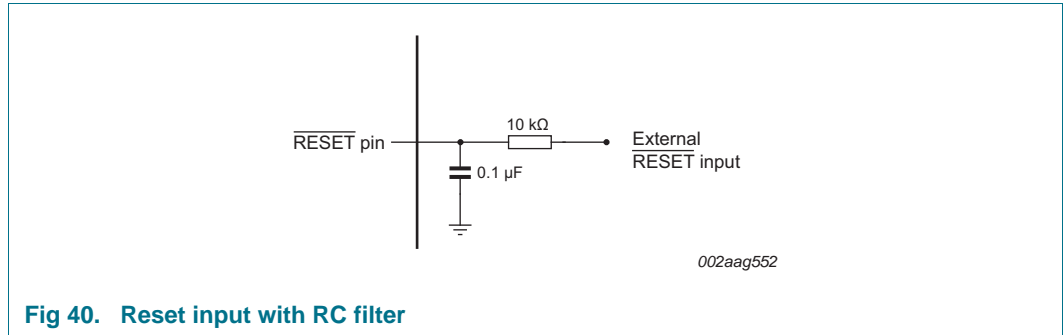 10 kΩ
RESET pin
External
RESET input
0.1 µF
002aag552
Fig 40. Reset input with RC filter